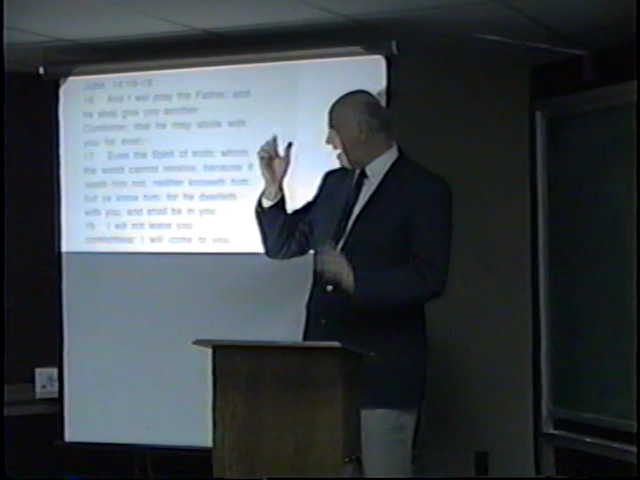 John 14:16-18
16 And I will pray the Father, and
he shall give you another
Comforter, that he may abide with
you for ever;
17 Even the Spirit of truth; whom
the world cannot receive, because it
seeth him not, neither knoweth him:
but ye know him; for he dwelleth
with you, and shall be in you.
18 I will not leave you
comfortless: I will come to you.